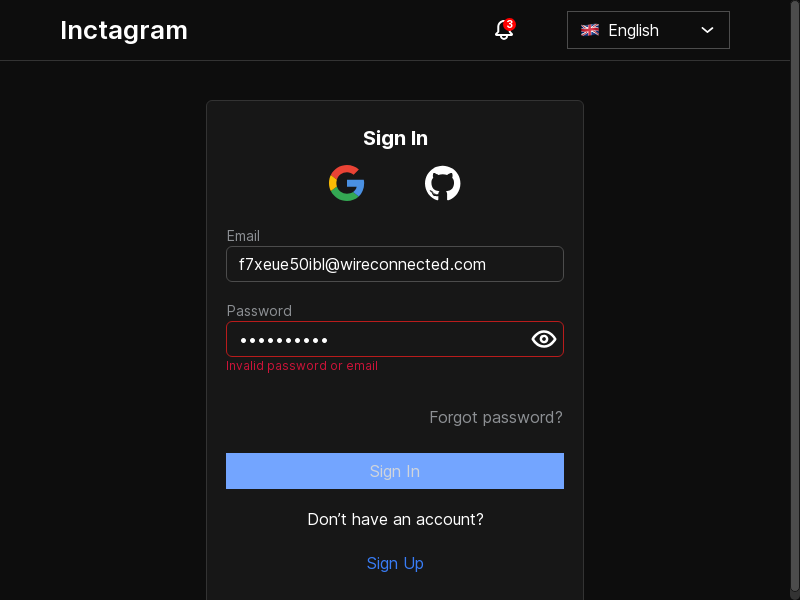 Inctagram
3
English
Sign In
Email
f7xeue50ibl@wireconnected.com
Password
••••••••••
Invalid password or email
Forgot password?
Sign In
Don’t have an account?
Sign Up